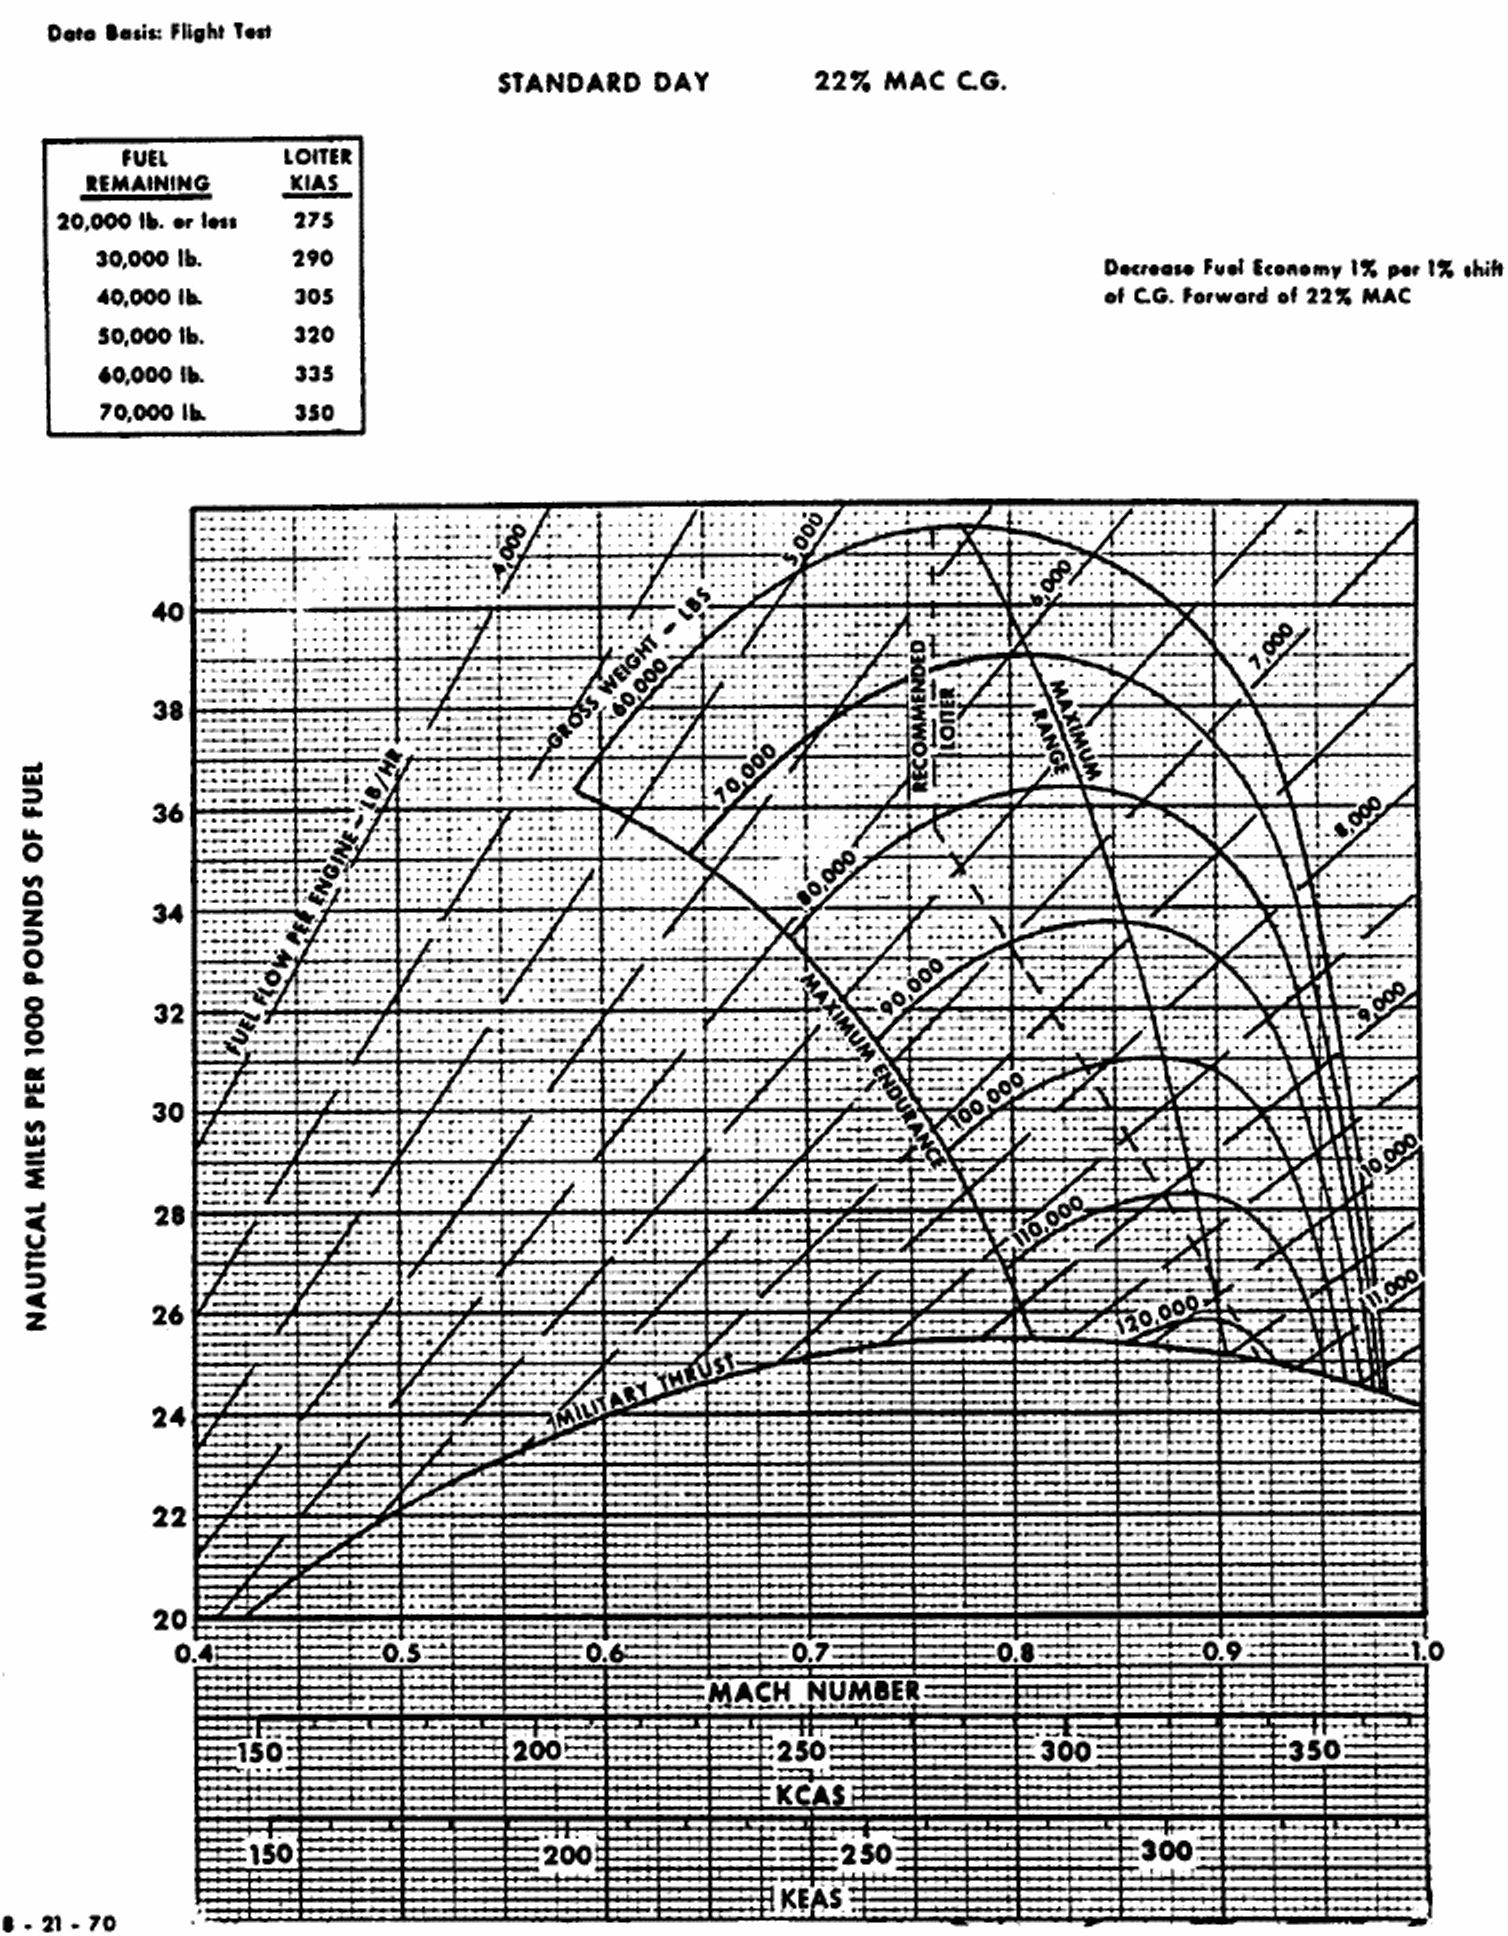 Data Basis: Flight Test
STANDARD DAY 22% MAC C.G.
FUEL REMAINING LOITER KIAS
20,000 lb. or less 275
30,000 lb. 290
40,000 lb. 305
50,000 lb. 320
60,000 lb. 335
70,000 lb. 350
Decrease Fuel Economy 1% per 1% shift
of C.G. Forward of 22% MAC
NAUTICAL MILES PER 1000 POUNDS OF FUEL
40
38
36
34
32
30
28
26
24
22
20
FUEL FLOW PER ENGINE - LB/HR
4,000
5,000
6,000
7,000
8,000
9,000
10,000
11,000
GROSS WEIGHT - LBS
60,000
70,000
80,000
90,000
100,000
110,000
120,000
RECOMMENDED
LOITER
MAXIMUM
RANGE
MAXIMUM ENDURANCE
MILITARY THRUST
0.4 0.5 0.6 0.7 0.8 0.9 1.0
MACH NUMBER
150 200 250 300 350
KCAS
150 200 250 300
KEAS
8 - 21 - 70